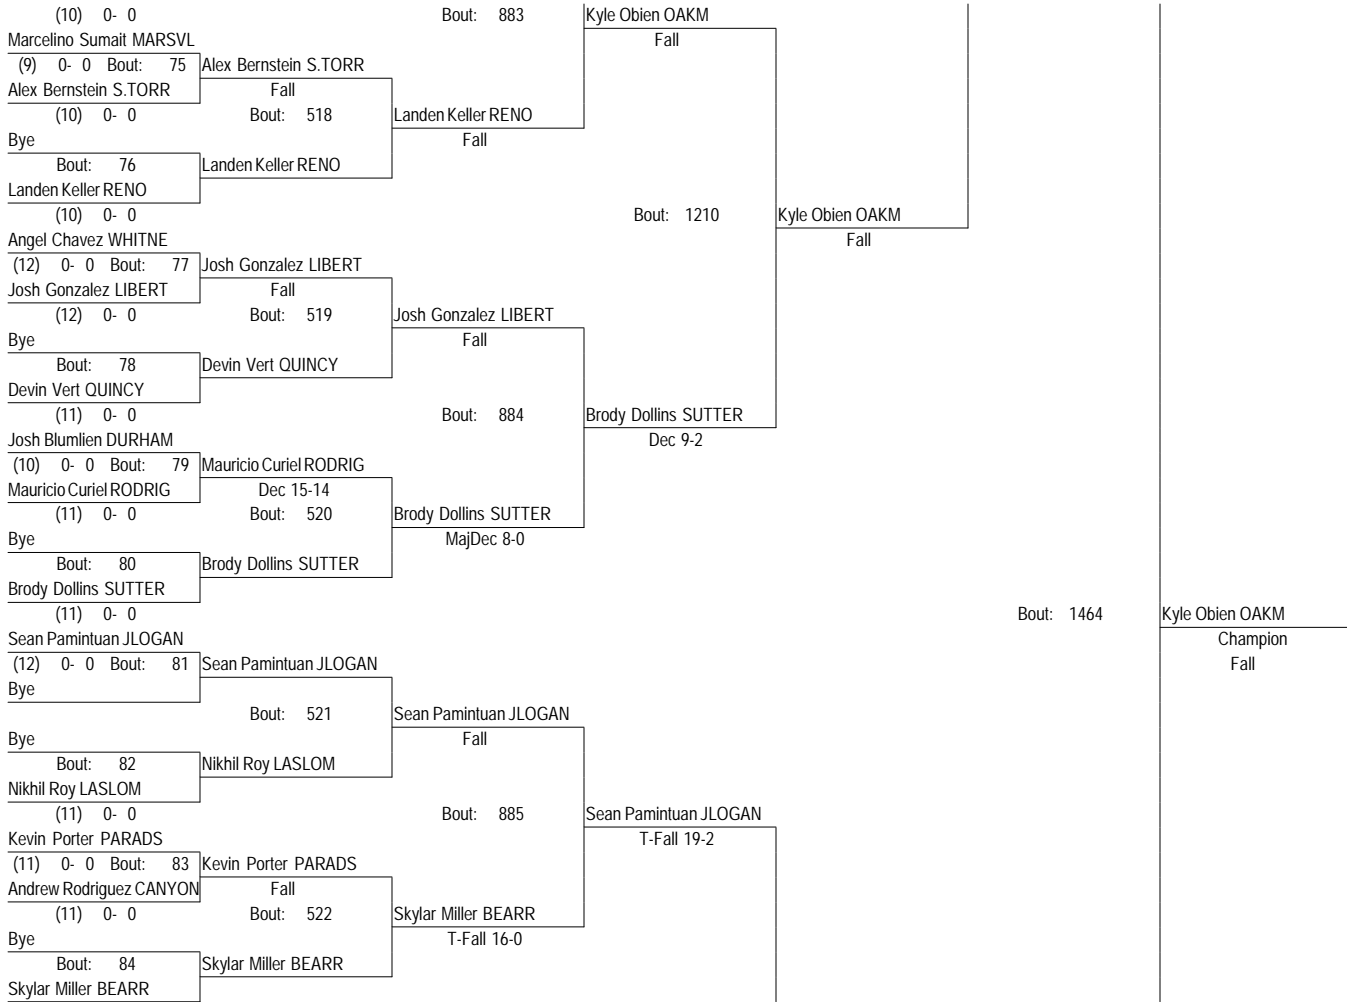 (10) 0- 0 Bout: 883 Kyle Obien OAKM
Marcelino Sumait MARSVL Fall
(9) 0- 0 Bout: 75 Alex Bernstein S.TORR
Alex Bernstein S.TORR Fall
(10) 0- 0 Bout: 518 Landen Keller RENO
Bye Fall
Bout: 76 Landen Keller RENO
Landen Keller RENO
(10) 0- 0 Bout: 1210 Kyle Obien OAKM
Angel Chavez WHITNE Fall
(12) 0- 0 Bout: 77 Josh Gonzalez LIBERT
Josh Gonzalez LIBERT Fall
(12) 0- 0 Bout: 519 Josh Gonzalez LIBERT
Bye Fall
Bout: 78 Devin Vert QUINCY
Devin Vert QUINCY
(11) 0- 0 Bout: 884 Brody Dollins SUTTER
Josh Blumlien DURHAM Dec 9-2
(10) 0- 0 Bout: 79 Mauricio Curiel RODRIG
Mauricio Curiel RODRIG Dec 15-14
(11) 0- 0 Bout: 520 Brody Dollins SUTTER
Bye MajDec 8-0
Bout: 80 Brody Dollins SUTTER
Brody Dollins SUTTER
(11) 0- 0 Bout: 1464 Kyle Obien OAKM
Sean Pamintuan JLOGAN Champion
(12) 0- 0 Bout: 81 Sean Pamintuan JLOGAN Fall
Bye
Bout: 521 Sean Pamintuan JLOGAN
Bye Fall
Bout: 82 Nikhil Roy LASLOM
Nikhil Roy LASLOM
(11) 0- 0 Bout: 885 Sean Pamintuan JLOGAN
Kevin Porter PARADS T-Fall 19-2
(11) 0- 0 Bout: 83 Kevin Porter PARADS
Andrew Rodriguez CANYON Fall
(11) 0- 0 Bout: 522 Skylar Miller BEARR
Bye T-Fall 16-0
Bout: 84 Skylar Miller BEARR
Skylar Miller BEARR